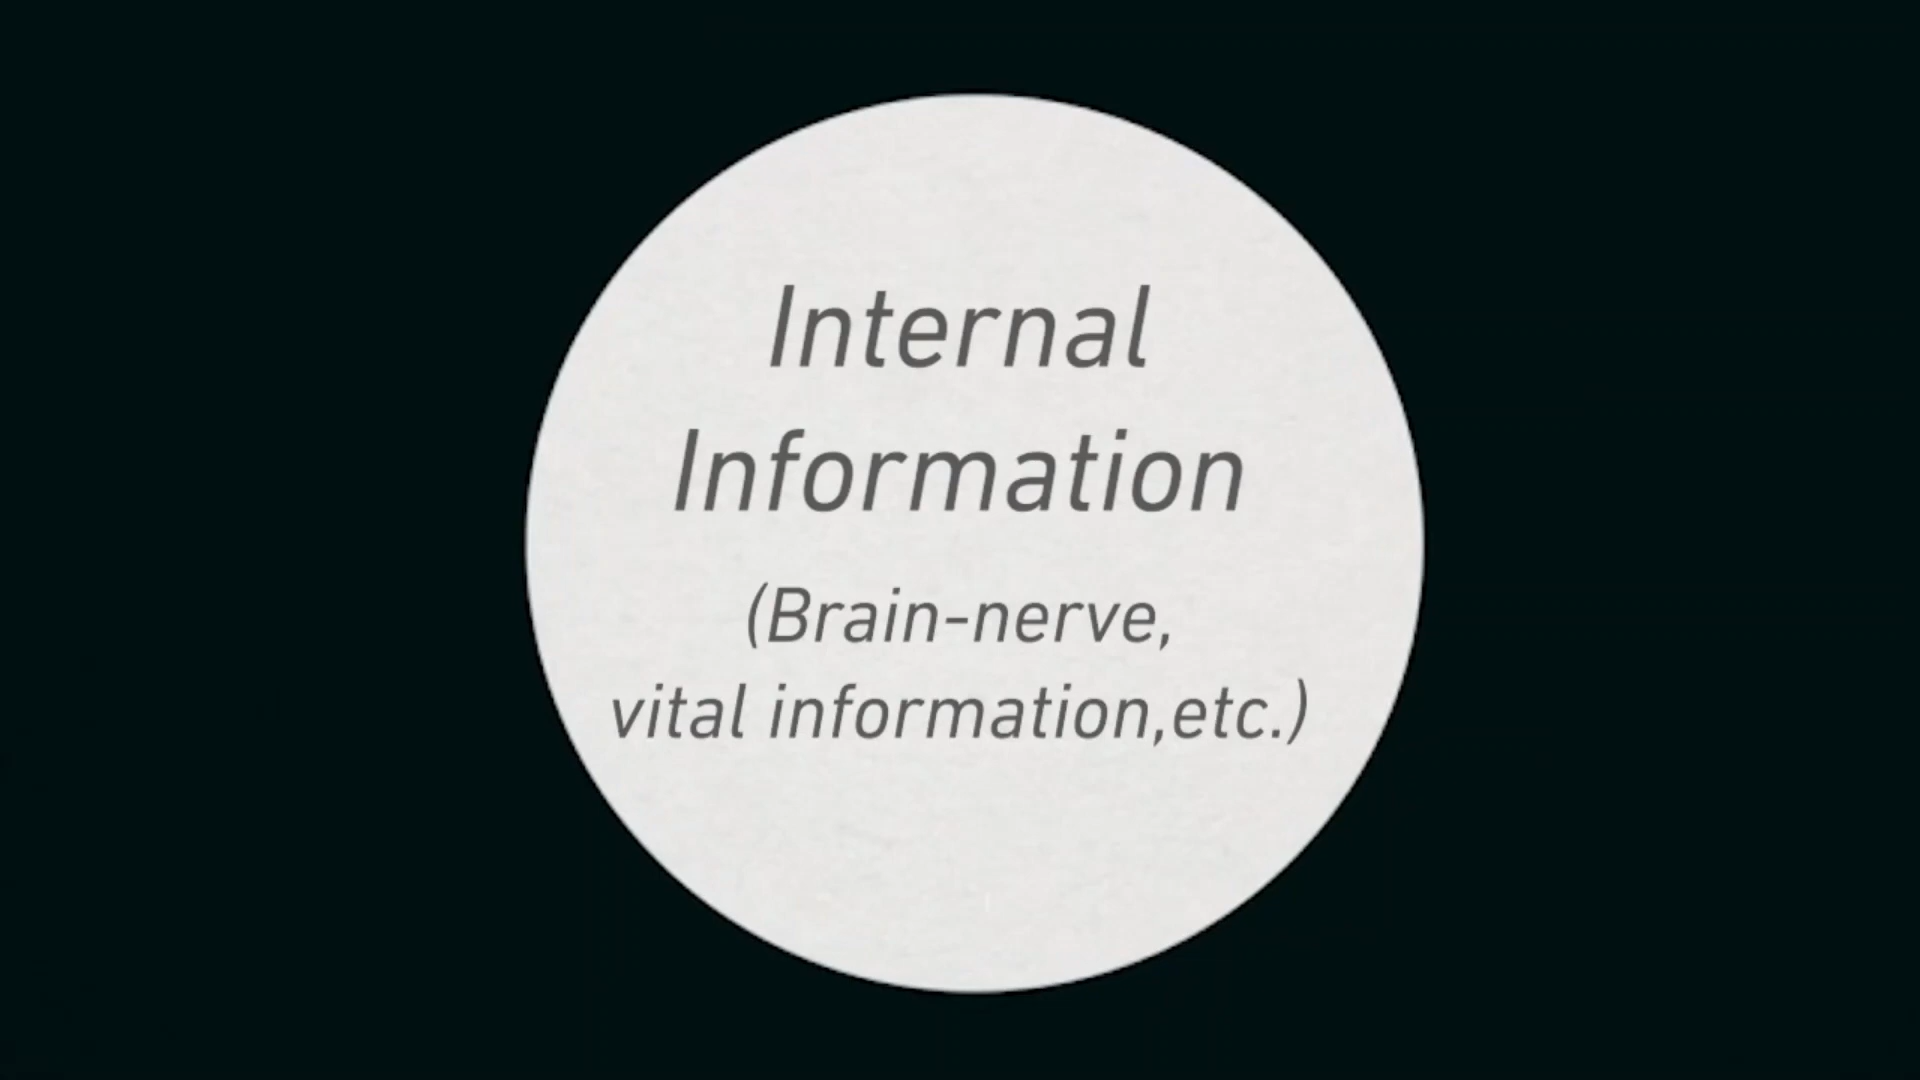 Internal
Information
(Brain-nerve,
vital information,etc.)